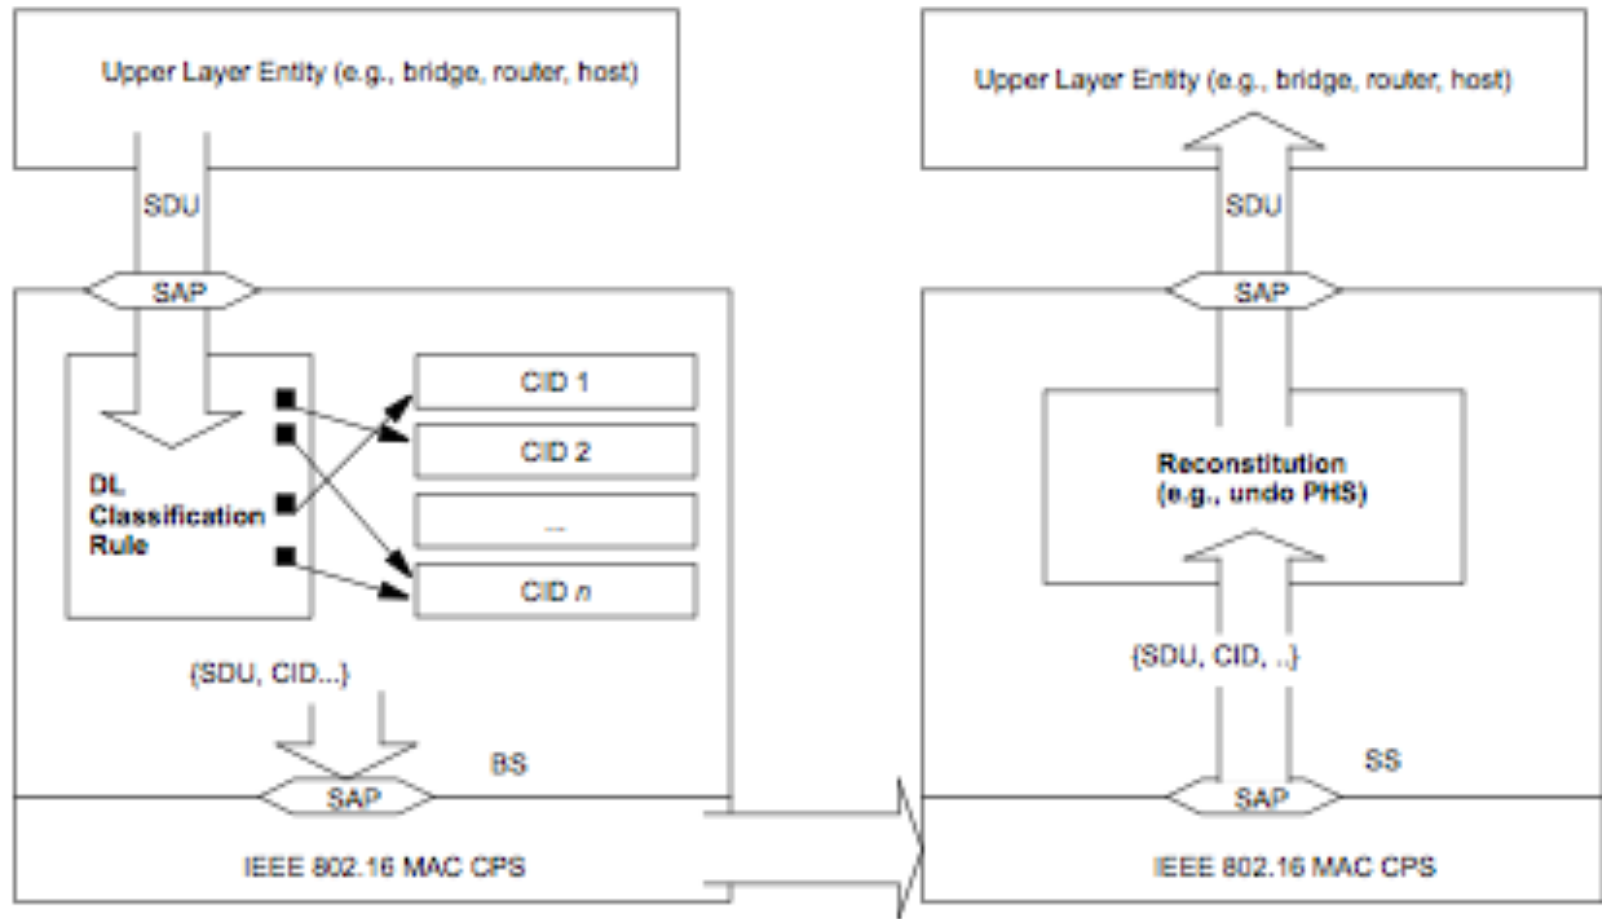 Upper Layer Entity (e.g., bridge, router, host)
SDU
SAP
DL
Classification
Rule
CID 1
CID 2
...
CID n
{SDU, CID...}
BS
SAP
IEEE 802.16 MAC CPS
Upper Layer Entity (e.g., bridge, router, host)
SDU
SAP
Reconstitution
(e.g., undo PHS)
{SDU, CID, ..}
SS
SAP
IEEE 802.16 MAC CPS